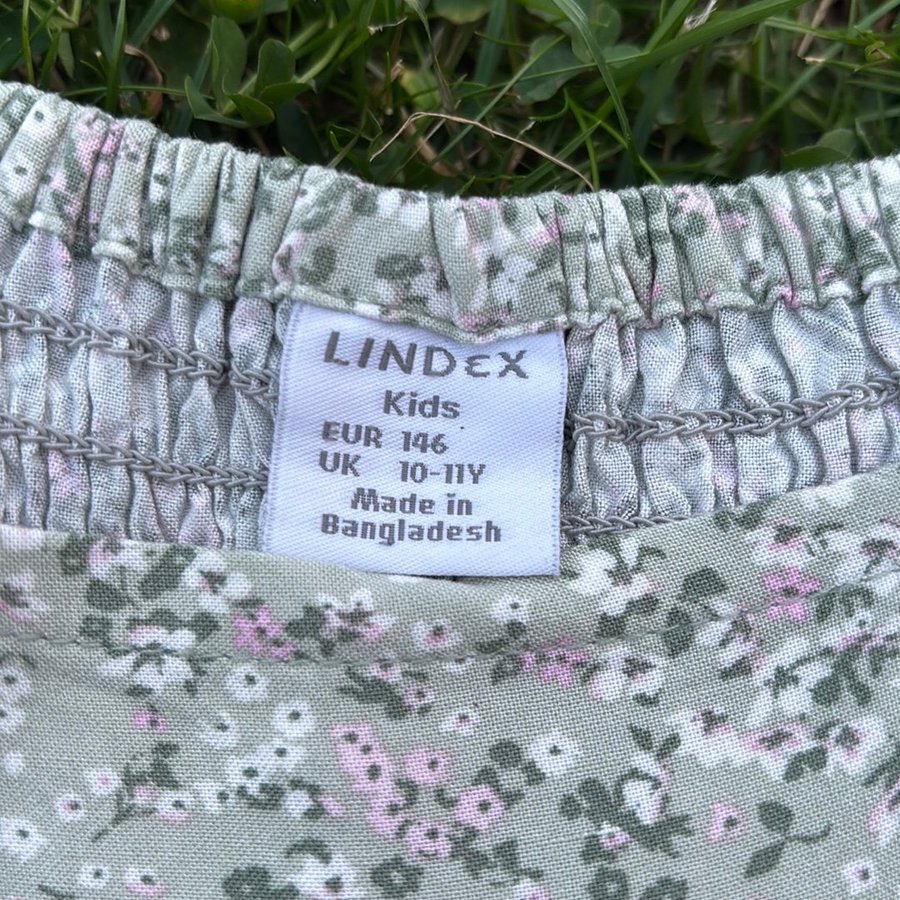 LINDEX
Kids
EUR 146
UK 10-11Y
Made in
Bangladesh